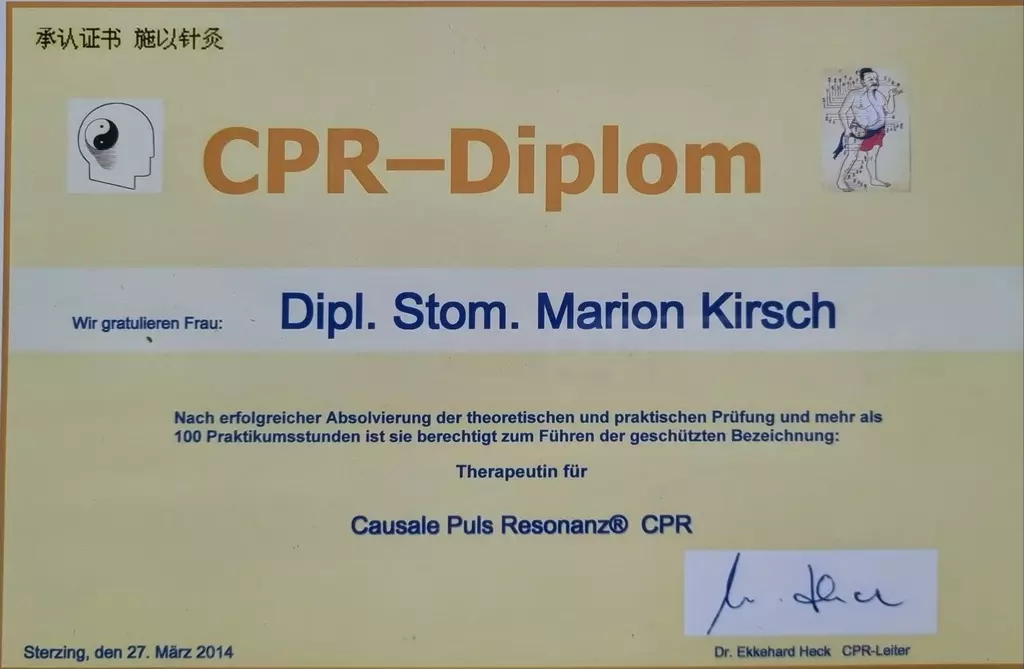 承认证书 施以针灸
CPR–Diplom
Wir gratulieren Frau: Dipl. Stom. Marion Kirsch
Nach erfolgreicher Absolvierung der theoretischen und praktischen Prüfung und mehr als
100 Praktikumsstunden ist sie berechtigt zum Führen der geschützten Bezeichnung:
Therapeutin für
Causale Puls Resonanz® CPR
Sterzing, den 27. März 2014
Dr. Ekkehard Heck CPR-Leiter